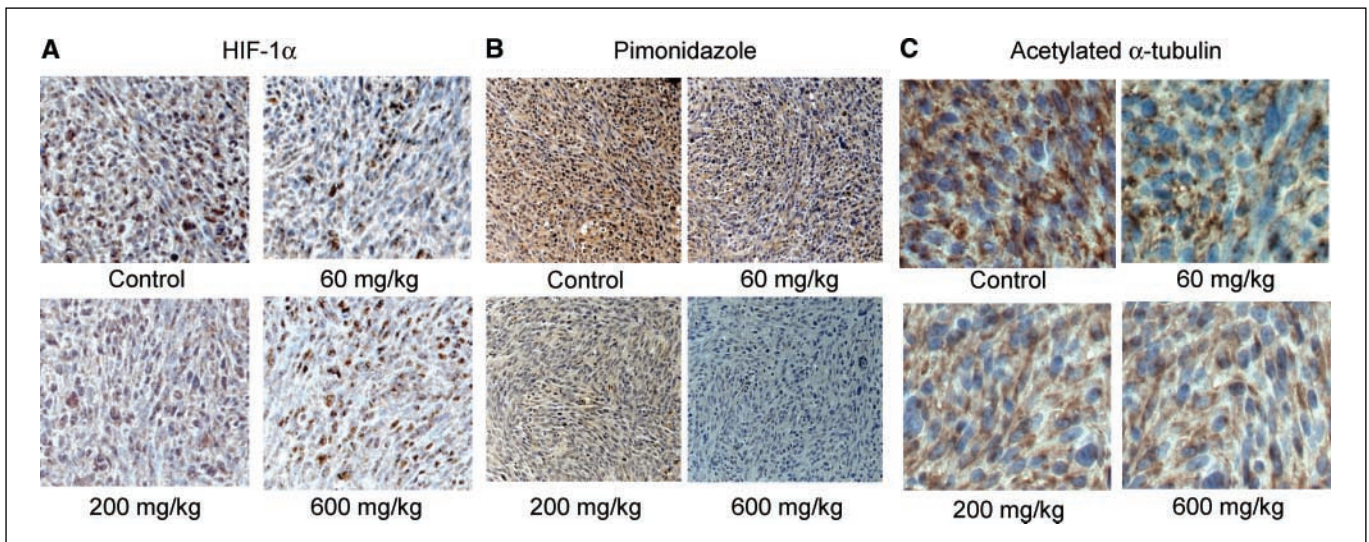 A HIF-1α B Pimonidazole C Acetylated α-tubulin
Control 60 mg/kg Control 60 mg/kg Control 60 mg/kg
200 mg/kg 600 mg/kg 200 mg/kg 600 mg/kg 200 mg/kg 600 mg/kg